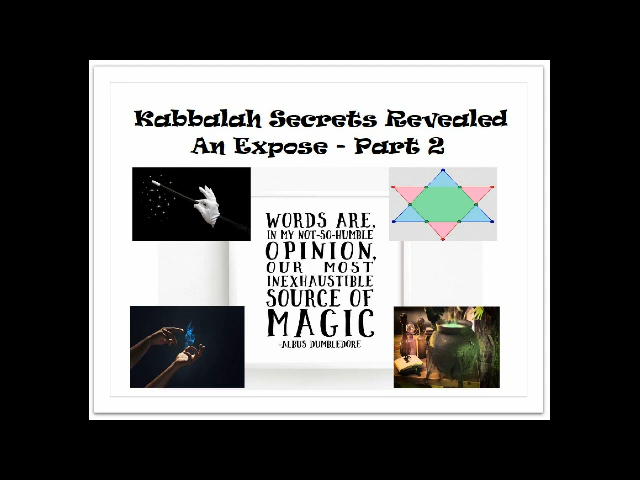 Kabbalah Secrets Revealed
An Expose - Part 2
WORDS ARE,
IN MY NOT-SO-HUMBLE
OPINION,
OUR MOST
INEXHAUSTIBLE
SOURCE OF
MAGIC
-ALBUS DUMBLEDORE